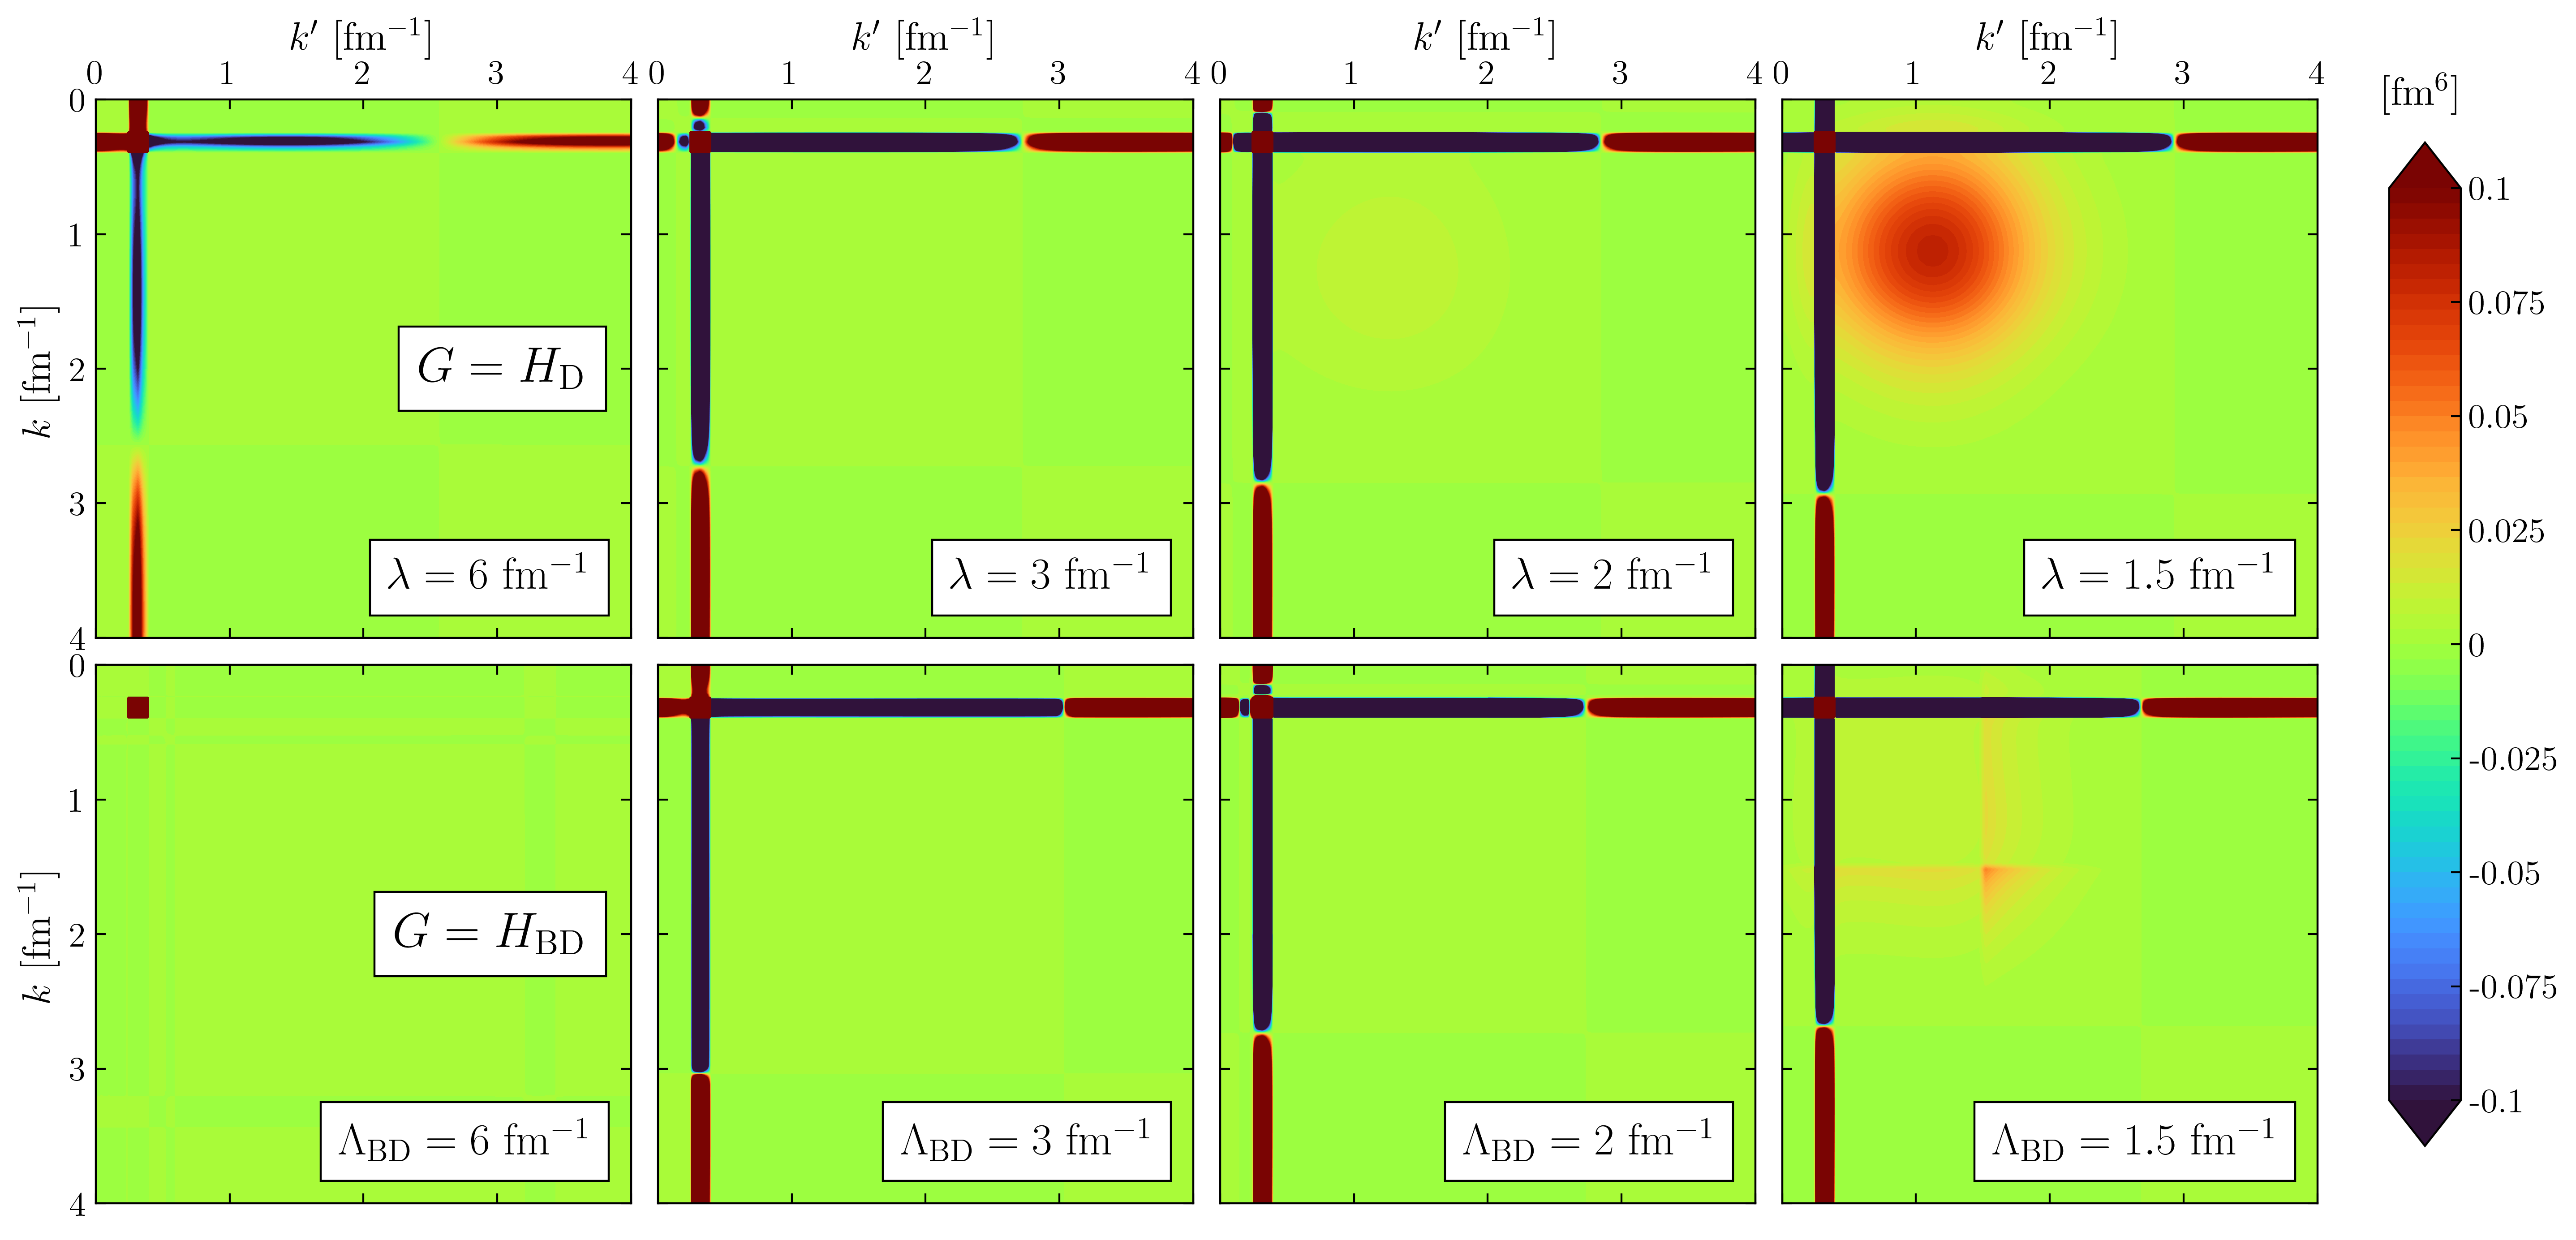 k′ [fm⁻¹] k′ [fm⁻¹] k′ [fm⁻¹] k′ [fm⁻¹]
0 1 2 3 4 0 1 2 3 4 0 1 2 3 4 0 1 2 3 4
[fm⁶]
0
1
2
3
4
k [fm⁻¹]
G = H_D
λ = 6 fm⁻¹
λ = 3 fm⁻¹
λ = 2 fm⁻¹
λ = 1.5 fm⁻¹
0
1
2
3
4
k [fm⁻¹]
G = H_BD
Λ_BD = 6 fm⁻¹
Λ_BD = 3 fm⁻¹
Λ_BD = 2 fm⁻¹
Λ_BD = 1.5 fm⁻¹
0.1
0.075
0.05
0.025
0
-0.025
-0.05
-0.075
-0.1